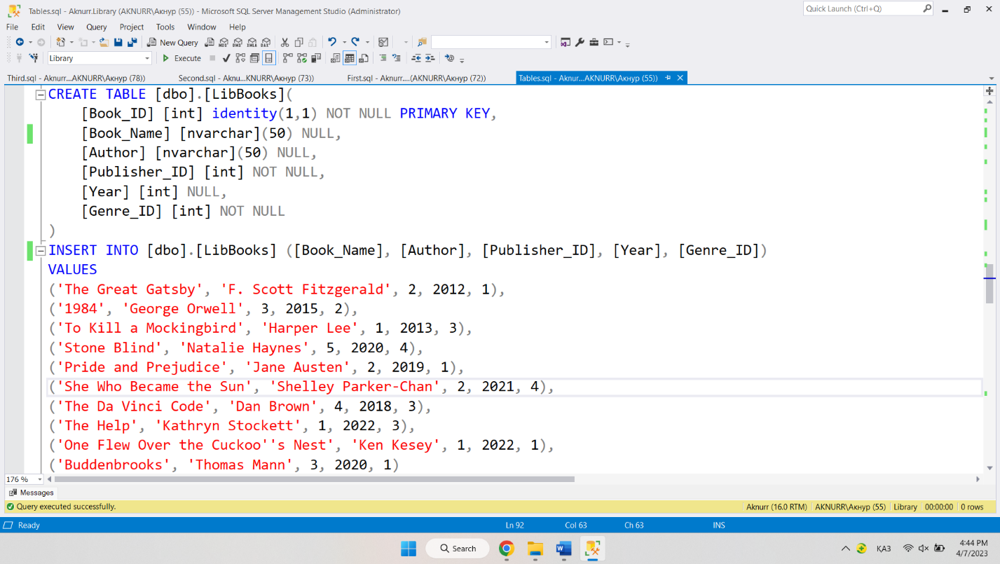 Tables.sql - Aknurr.Library (AKNURR\Акнур (55)) - Microsoft SQL Server Management Studio (Administrator)
Quick Launch (Ctrl+Q)
File Edit View Query Project Tools Window Help
New Query
MDX DMX XMLA DAX
Library Execute
Third.sql - Aknurr...AKNURR\Акнур (78)) Second.sql - Aknu...KNURR\Акнур (73)) First.sql - Aknurr....(AKNURR\Акнур (72)) Tables.sql - Aknur...AKNURR\Акнур (55))
CREATE TABLE [dbo].[LibBooks](
[Book_ID] [int] identity(1,1) NOT NULL PRIMARY KEY,
[Book_Name] [nvarchar](50) NULL,
[Author] [nvarchar](50) NULL,
[Publisher_ID] [int] NOT NULL,
[Year] [int] NULL,
[Genre_ID] [int] NOT NULL
)
INSERT INTO [dbo].[LibBooks] ([Book_Name], [Author], [Publisher_ID], [Year], [Genre_ID])
VALUES
('The Great Gatsby', 'F. Scott Fitzgerald', 2, 2012, 1),
('1984', 'George Orwell', 3, 2015, 2),
('To Kill a Mockingbird', 'Harper Lee', 1, 2013, 3),
('Stone Blind', 'Natalie Haynes', 5, 2020, 4),
('Pride and Prejudice', 'Jane Austen', 2, 2019, 1),
('She Who Became the Sun', 'Shelley Parker-Chan', 2, 2021, 4),
('The Da Vinci Code', 'Dan Brown', 4, 2018, 3),
('The Help', 'Kathryn Stockett', 1, 2022, 3),
('One Flew Over the Cuckoo''s Nest', 'Ken Kesey', 1, 2022, 1),
('Buddenbrooks', 'Thomas Mann', 3, 2020, 1)
176 %
Messages
Query executed successfully. Aknurr (16.0 RTM) AKNURR\Акнур (55) Library 00:00:00 0 rows
Ready Ln 92 Col 63 Ch 63 INS
Search ҚАЗ 4:44 PM
4/7/2023